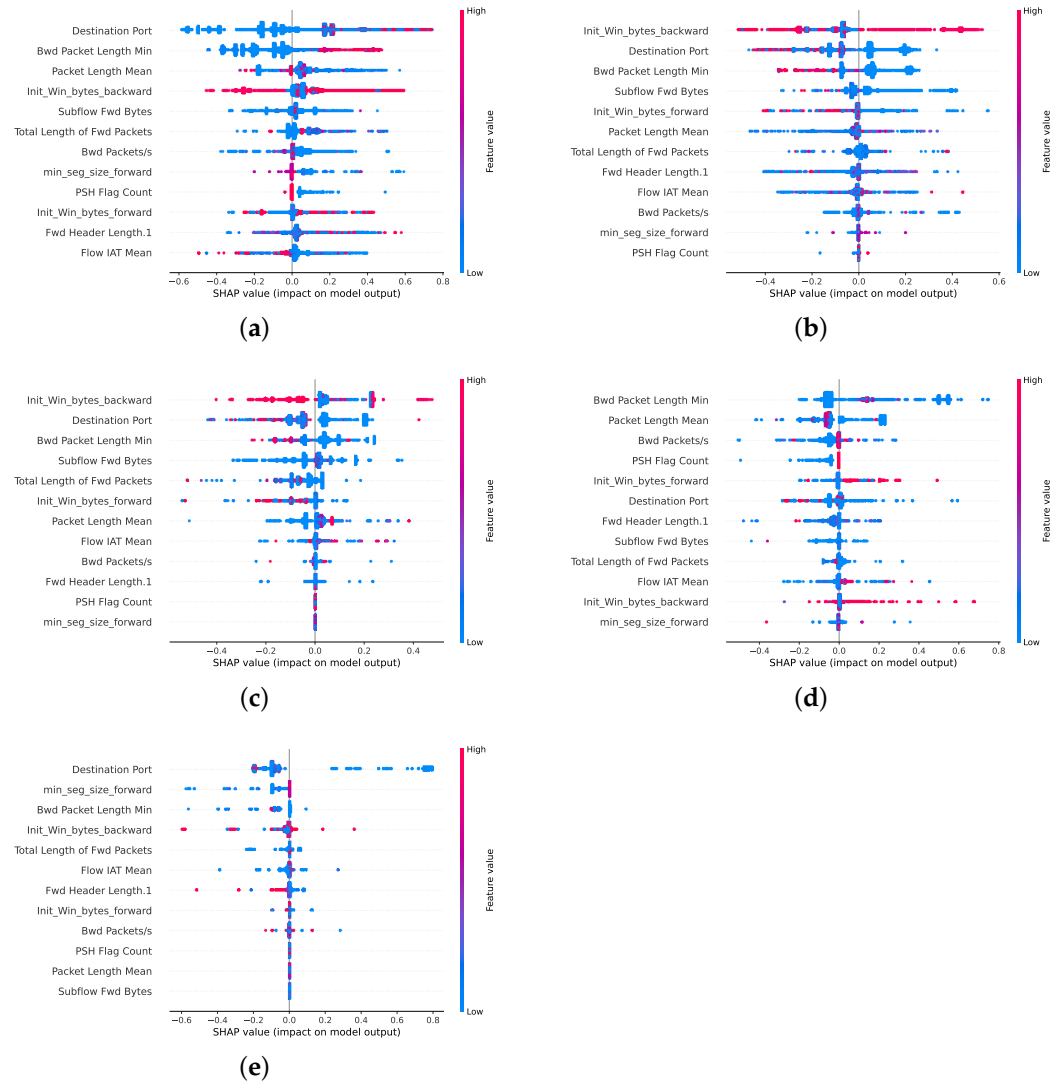 Destination Port
Bwd Packet Length Min
Packet Length Mean
Init_Win_bytes_backward
Subflow Fwd Bytes
Total Length of Fwd Packets
Bwd Packets/s
min_seg_size_forward
PSH Flag Count
Init_Win_bytes_forward
Fwd Header Length.1
Flow IAT Mean
−0.6 −0.4 −0.2 0.0 0.2 0.4 0.6 0.8
SHAP value (impact on model output)
High
Feature value
Low
(a)
Init_Win_bytes_backward
Destination Port
Bwd Packet Length Min
Subflow Fwd Bytes
Init_Win_bytes_forward
Packet Length Mean
Total Length of Fwd Packets
Fwd Header Length.1
Flow IAT Mean
Bwd Packets/s
min_seg_size_forward
PSH Flag Count
−0.4 −0.2 0.0 0.2 0.4 0.6
SHAP value (impact on model output)
High
Feature value
Low
(b)
Init_Win_bytes_backward
Destination Port
Bwd Packet Length Min
Subflow Fwd Bytes
Total Length of Fwd Packets
Init_Win_bytes_forward
Packet Length Mean
Flow IAT Mean
Bwd Packets/s
Fwd Header Length.1
PSH Flag Count
min_seg_size_forward
−0.4 −0.2 0.0 0.2 0.4
SHAP value (impact on model output)
High
Feature value
Low
(c)
Bwd Packet Length Min
Packet Length Mean
Bwd Packets/s
PSH Flag Count
Init_Win_bytes_forward
Destination Port
Fwd Header Length.1
Subflow Fwd Bytes
Total Length of Fwd Packets
Flow IAT Mean
Init_Win_bytes_backward
min_seg_size_forward
−0.4 −0.2 0.0 0.2 0.4 0.6 0.8
SHAP value (impact on model output)
High
Feature value
Low
(d)
Destination Port
min_seg_size_forward
Bwd Packet Length Min
Init_Win_bytes_backward
Total Length of Fwd Packets
Flow IAT Mean
Fwd Header Length.1
Init_Win_bytes_forward
Bwd Packets/s
PSH Flag Count
Packet Length Mean
Subflow Fwd Bytes
−0.6 −0.4 −0.2 0.0 0.2 0.4 0.6 0.8
SHAP value (impact on model output)
High
Feature value
Low
(e)